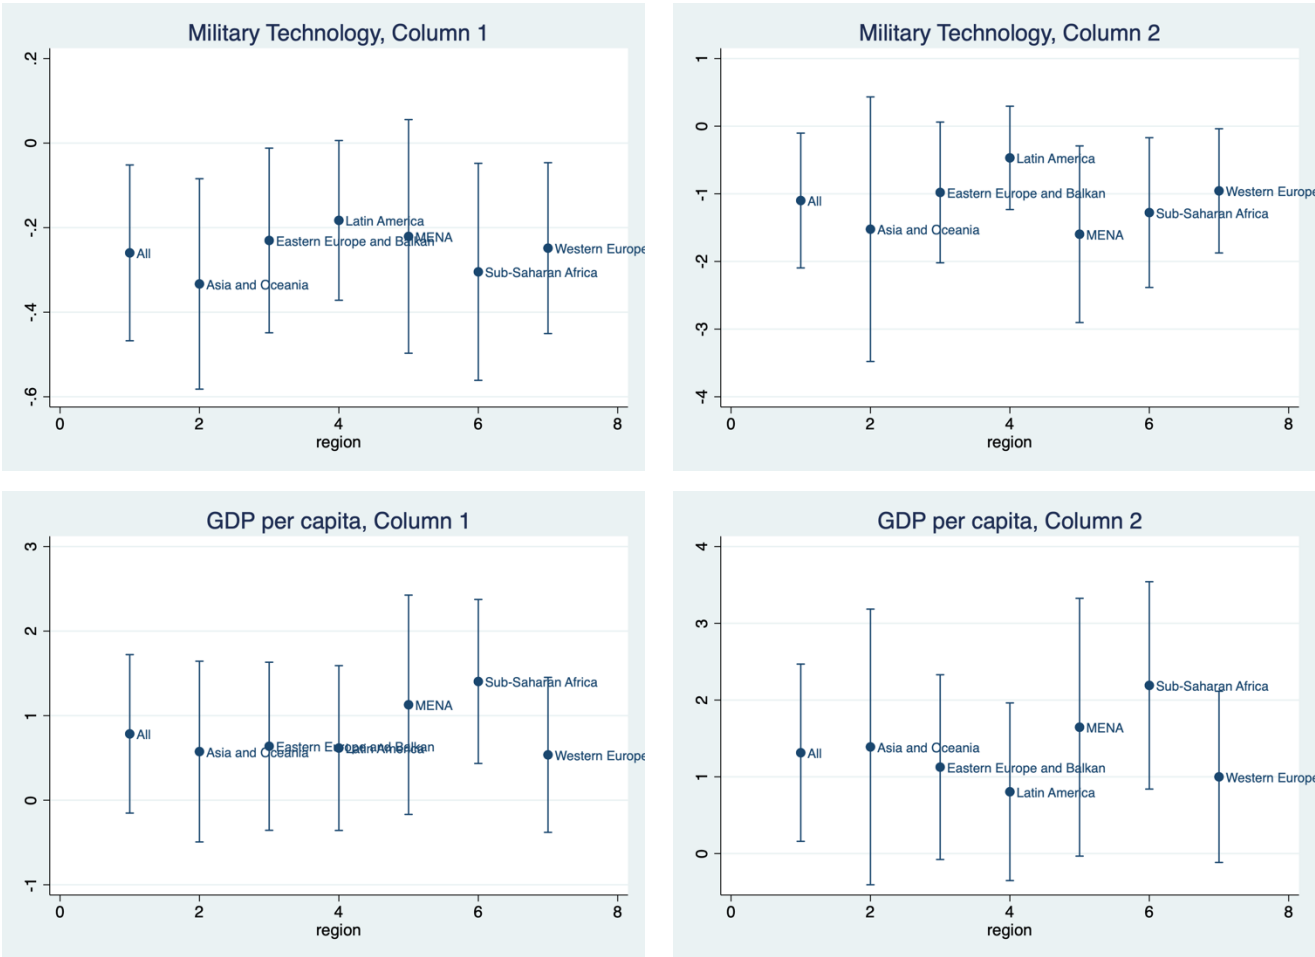 Military Technology, Column 1
.2
0
-.2
-.4
-.6
All
Asia and Oceania
Eastern Europe and Balkan
Latin America
MENA
Sub-Saharan Africa
Western Europe
0 2 4 6 8
region
Military Technology, Column 2
1
0
-1
-2
-3
-4
All
Asia and Oceania
Eastern Europe and Balkan
Latin America
MENA
Sub-Saharan Africa
Western Europe
0 2 4 6 8
region
GDP per capita, Column 1
3
2
1
0
-1
All
Asia and Oceania
Eastern Europe and Balkan
Latin America
MENA
Sub-Saharan Africa
Western Europe
0 2 4 6 8
region
GDP per capita, Column 2
4
3
2
1
0
All
Asia and Oceania
Eastern Europe and Balkan
Latin America
MENA
Sub-Saharan Africa
Western Europe
0 2 4 6 8
region